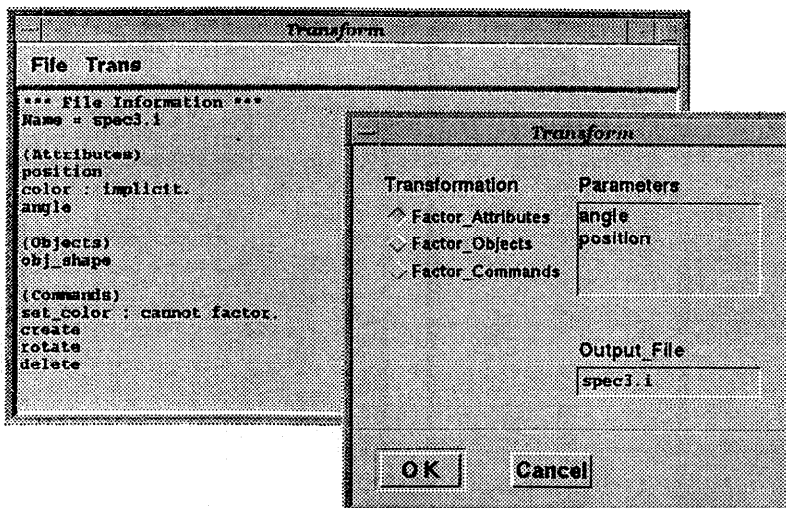 Transform
File Trans
*** File Information ***
Name = spec3.i
(Attributes)
position
color : implicit.
angle
(Objects)
obj_shape
(Commands)
set_color : cannot factor.
create
rotate
delete
Transform
Transformation
Factor_Attributes
Factor_Objects
Factor_Commands
Parameters
angle
position
Output_File
spec3.i
OK
Cancel